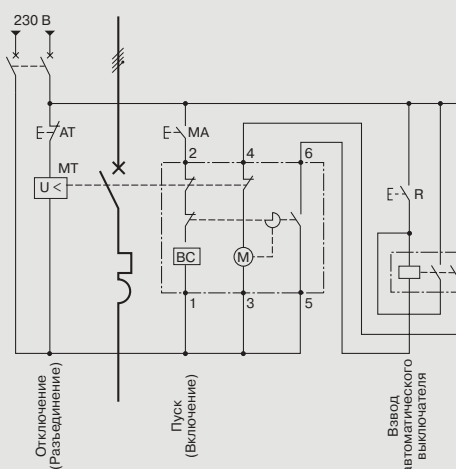 230 В
AT
MT
U <
MA
2
4
6
BC
M
1
3
5
R
Отключение
(Разъединение)
Пуск
(Включение)
Взвод
автоматического
выключателя